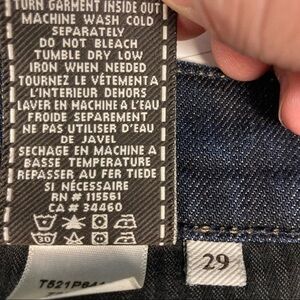 TURN GARMENT INSIDE OUT
MACHINE WASH COLD
SEPARATELY
DO NOT BLEACH
TUMBLE DRY LOW
IRON WHEN NEEDED
TOURNEZ LE VÉTEMENT A
L'INTERIEUR DEHORS
LAVER EN MACHINE A L'EAU
FROIDE SEPAREMENT
NE PAS UTILISER D'EAU
DE JAVEL
SECHAGE EN MACHINE A
BASSE TEMPERATURE
REPASSER AU FER TIEDE
SI NÉCESSAIRE
RN # 115561
CA # 34460
30
29